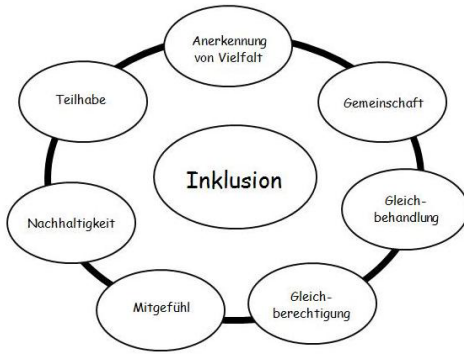 Anerkennung
von Vielfalt
Teilhabe
Gemeinschaft
Inklusion
Gleich-
behandlung
Nachhaltigkeit
Gleich-
berechtigung
Mitgefühl